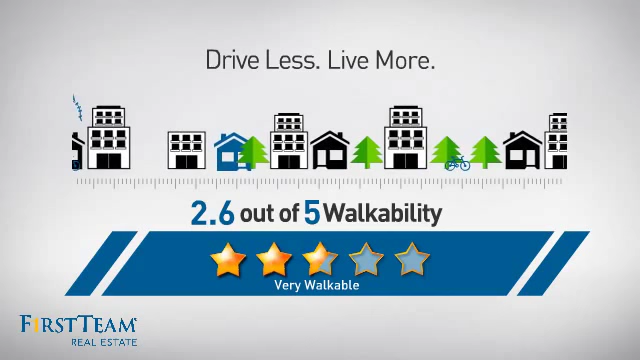 Drive Less. Live More.
2.6 out of 5 Walkability
Very Walkable
FIRSTTEAM®
REAL ESTATE